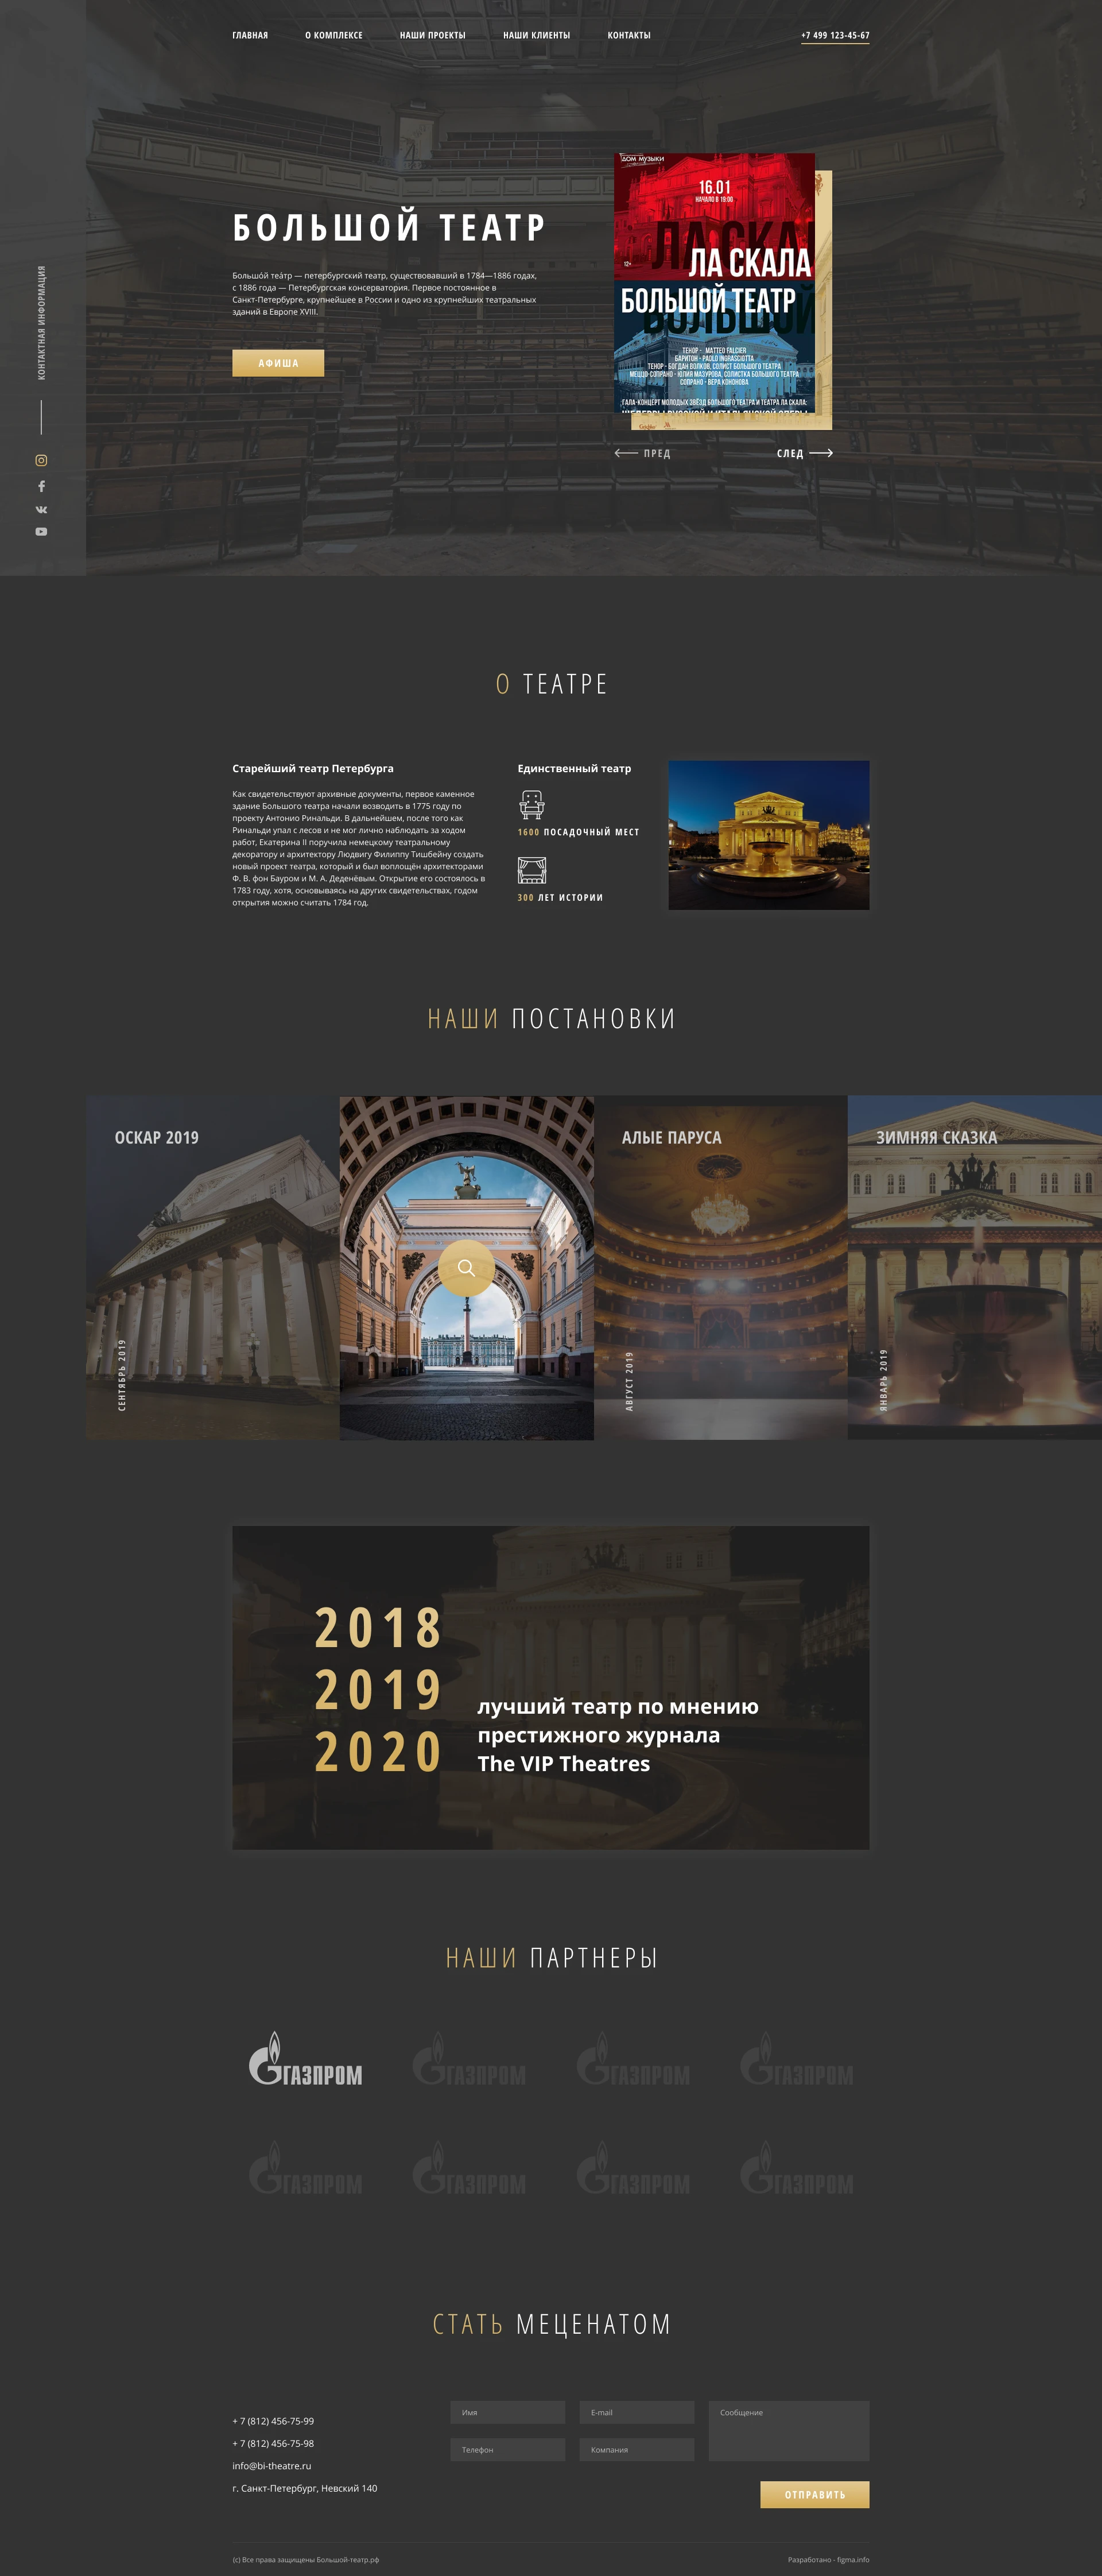 ГЛАВНАЯ
О КОМПЛЕКСЕ
НАШИ ПРОЕКТЫ
НАШИ КЛИЕНТЫ
КОНТАКТЫ
+7 499 123-45-67
КОНТАКТНАЯ ИНФОРМАЦИЯ
БОЛЬШОЙ ТЕАТР
Большо́й теа́тр — петербургский театр, существовавший в 1784—1886 годах,
с 1886 года — Петербургская консерватория. Первое постоянное в
Санкт-Петербурге, крупнейшее в России и одно из крупнейших театральных
зданий в Европе XVIII.
АФИША
ДОМ МУЗЫКИ
16.01
НАЧАЛО В 19:00
ЛА СКАЛА
12+
ЛА СКАЛА
БОЛЬШОЙ ТЕАТР
БОЛЬШОЙ
ТЕНОР - MATTEO FALCIER
БАРИТОН - PAOLO INGRASCIOTTA
ТЕНОР - БОГДАН ВОЛКОВ, СОЛИСТ БОЛЬШОГО ТЕАТРА
МЕЦЦО-СОПРАНО - ЮЛИЯ МАЗУРОВА, СОЛИСТКА БОЛЬШОГО ТЕАТРА
СОПРАНО - ВЕРА КОНОНОВА
ГАЛА-КОНЦЕРТ МОЛОДЫХ ЗВЁЗД БОЛЬШОГО ТЕАТРА И ТЕАТРА ЛА СКАЛА:
ШЕДЕВРЫ РУССКОЙ И ИТАЛЬЯНСКОЙ ОПЕРЫ
ПРЕД
СЛЕД
О ТЕАТРЕ
Старейший театр Петербурга
Как свидетельствуют архивные документы, первое каменное
здание Большого театра начали возводить в 1775 году по
проекту Антонио Ринальди. В дальнейшем, после того как
Ринальди упал с лесов и не мог лично наблюдать за ходом
работ, Екатерина II поручила немецкому театральному
декоратору и архитектору Людвигу Филиппу Тишбейну создать
новый проект театра, который и был воплощён архитекторами
Ф. В. фон Бауром и М. А. Деденёвым. Открытие его состоялось в
1783 году, хотя, основываясь на других свидетельствах, годом
открытия можно считать 1784 год.
Единственный театр
1600 ПОСАДОЧНЫЙ МЕСТ
300 ЛЕТ ИСТОРИИ
НАШИ ПОСТАНОВКИ
ОСКАР 2019
СЕНТЯБРЬ 2019
АЛЫЕ ПАРУСА
АВГУСТ 2019
ЗИМНЯЯ СКАЗКА
ЯНВАРЬ 2019
2018
2019
2020
лучший театр по мнению
престижного журнала
The VIP Theatres
НАШИ ПАРТНЕРЫ
ГАЗПРОМ
ГАЗПРОМ
ГАЗПРОМ
ГАЗПРОМ
ГАЗПРОМ
ГАЗПРОМ
ГАЗПРОМ
ГАЗПРОМ
СТАТЬ МЕЦЕНАТОМ
+ 7 (812) 456-75-99
+ 7 (812) 456-75-98
info@bi-theatre.ru
г. Санкт-Петербург, Невский 140
Имя
E-mail
Сообщение
Телефон
Компания
ОТПРАВИТЬ
(с) Все права защищены Большой-театр.рф
Разработано - figma.info